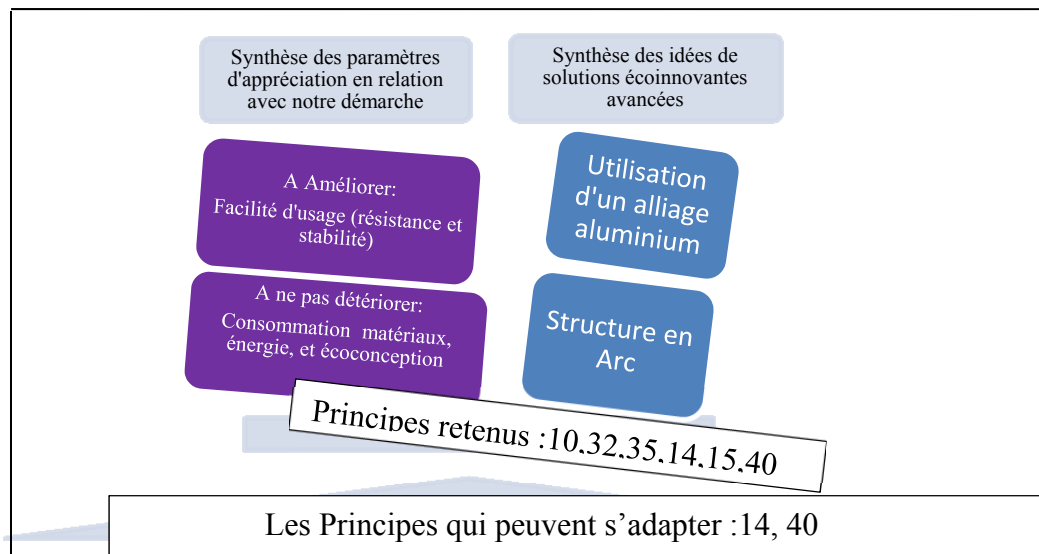 Synthèse des paramètres
d'appréciation en relation
avec notre démarche
Synthèse des idées de
solutions écoinnovantes
avancées
A Améliorer:
Facilité d'usage (résistance et
stabilité)
A ne pas détériorer:
Consommation matériaux,
énergie, et écoconception
Utilisation
d'un alliage
aluminium
Structure en
Arc
Principes retenus :10,32,35,14,15,40
Les Principes qui peuvent s’adapter :14, 40